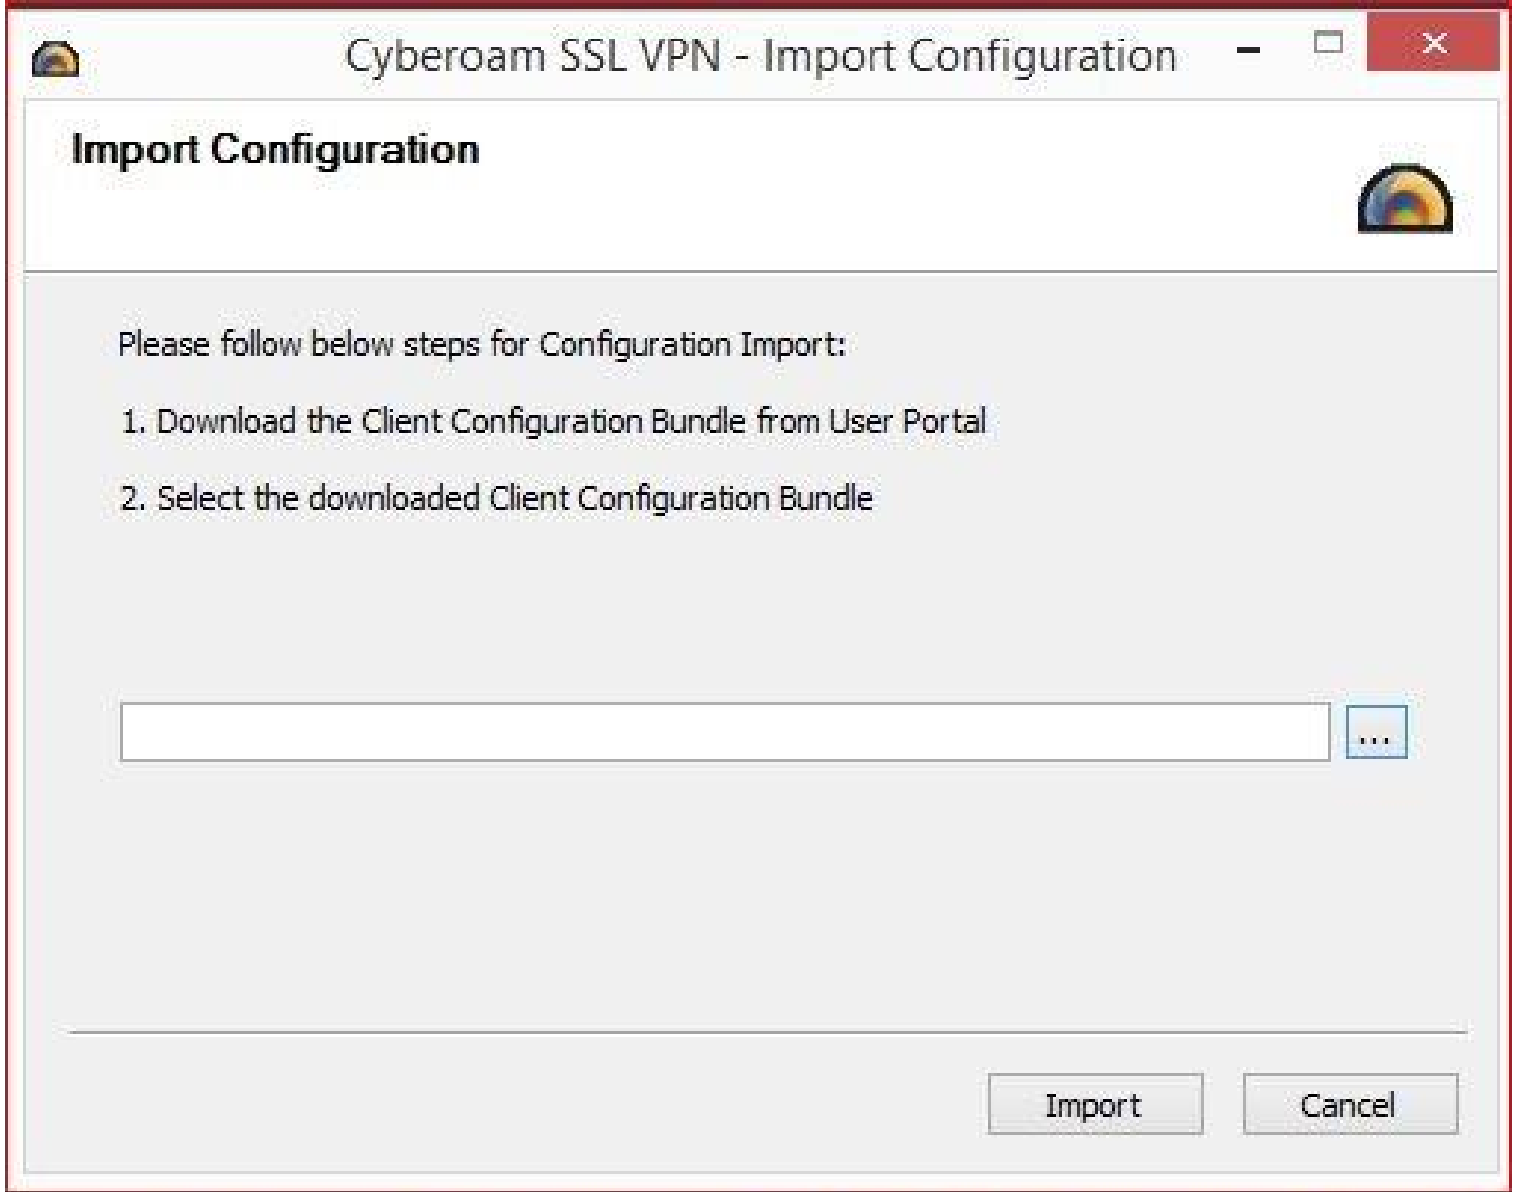 Cyberoam SSL VPN - Import Configuration
Import Configuration
Please follow below steps for Configuration Import:
1. Download the Client Configuration Bundle from User Portal
2. Select the downloaded Client Configuration Bundle
...
Import
Cancel